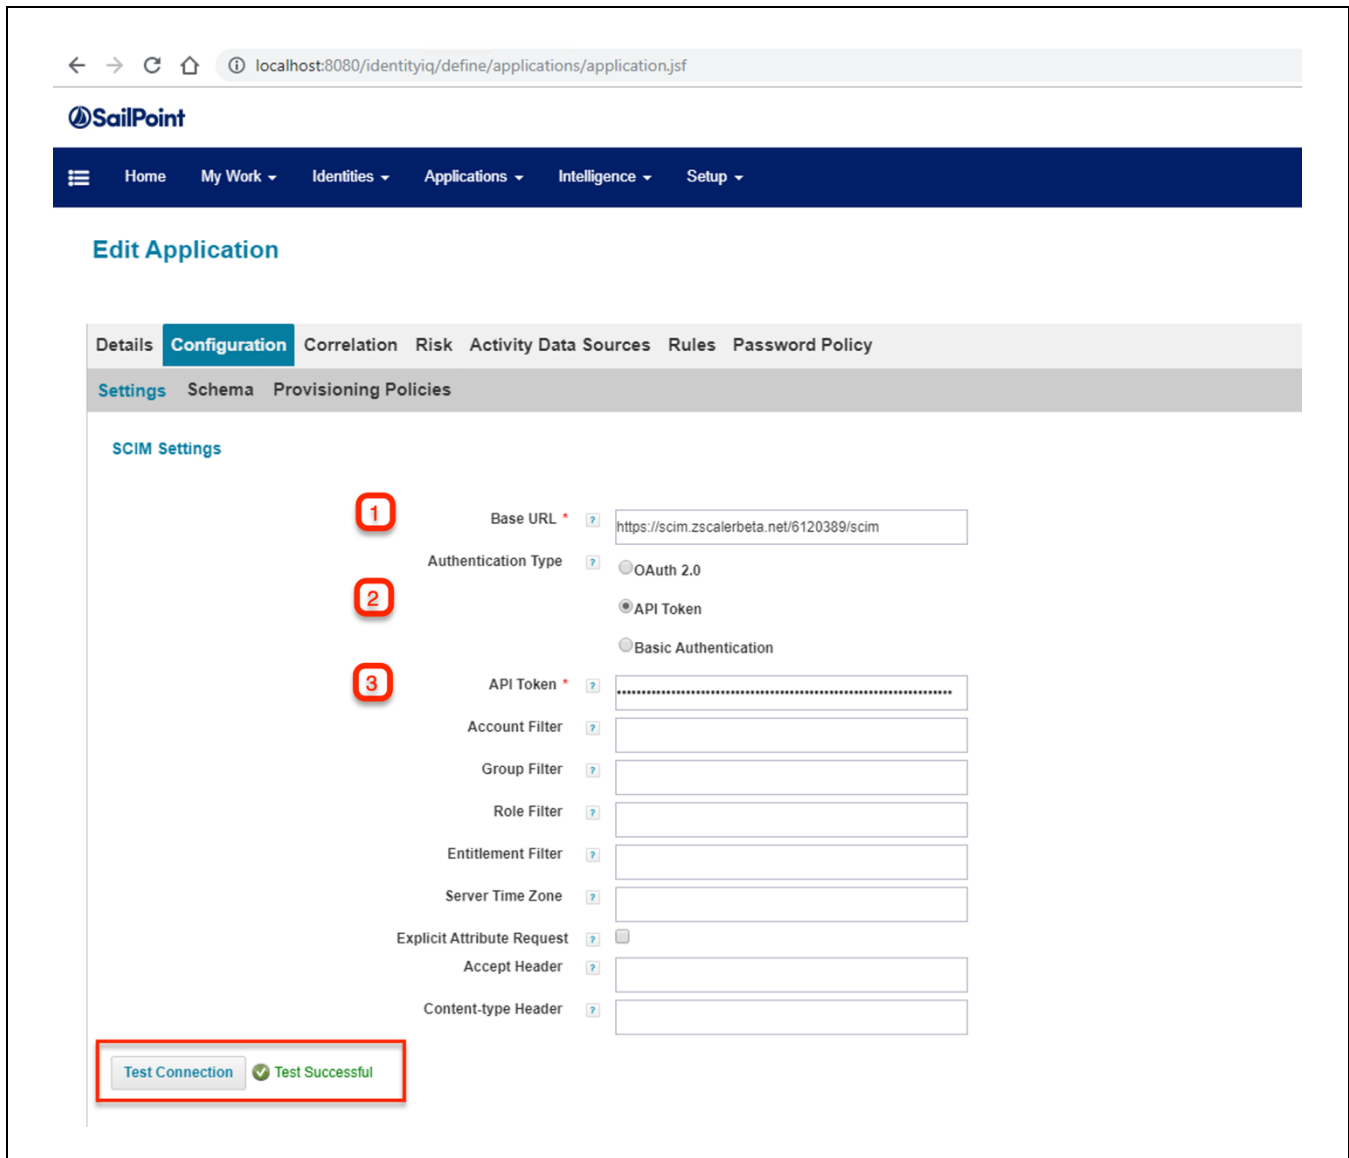 localhost:8080/identityiq/define/applications/application.jsf
SailPoint
Home My Work Identities Applications Intelligence Setup
Edit Application
Details Configuration Correlation Risk Activity Data Sources Rules Password Policy
Settings Schema Provisioning Policies
SCIM Settings
1 Base URL * ? https://scim.zscalerbeta.net/6120389/scim
Authentication Type ? OAuth 2.0
2 API Token
Basic Authentication
3 API Token * ?
Account Filter ?
Group Filter ?
Role Filter ?
Entitlement Filter ?
Server Time Zone ?
Explicit Attribute Request ?
Accept Header ?
Content-type Header ?
Test Connection Test Successful